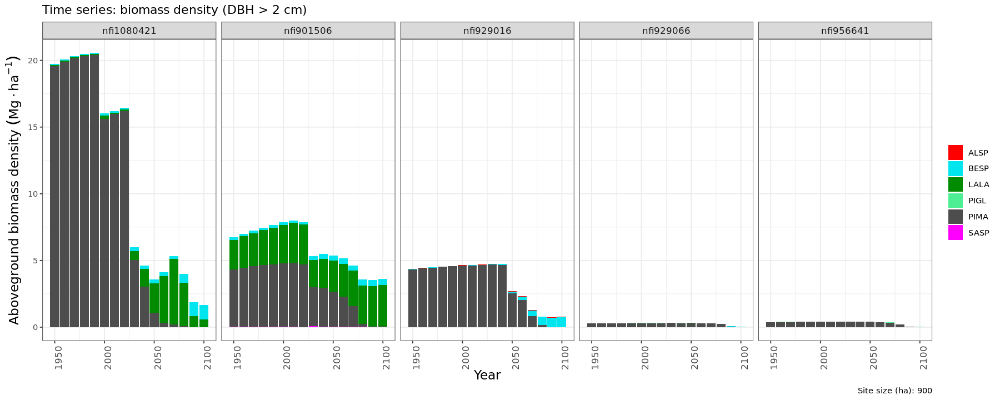 Time series: biomass density (DBH > 2 cm)
nfi1080421 nfi901506 nfi929016 nfi929066 nfi956641
Aboveground biomass density (Mg · ha⁻¹)
20
15
10
5
0
1950 2000 2050 2100 1950 2000 2050 2100 1950 2000 2050 2100 1950 2000 2050 2100 1950 2000 2050 2100
Year
ALSP
BESP
LALA
PIGL
PIMA
SASP
Site size (ha): 900